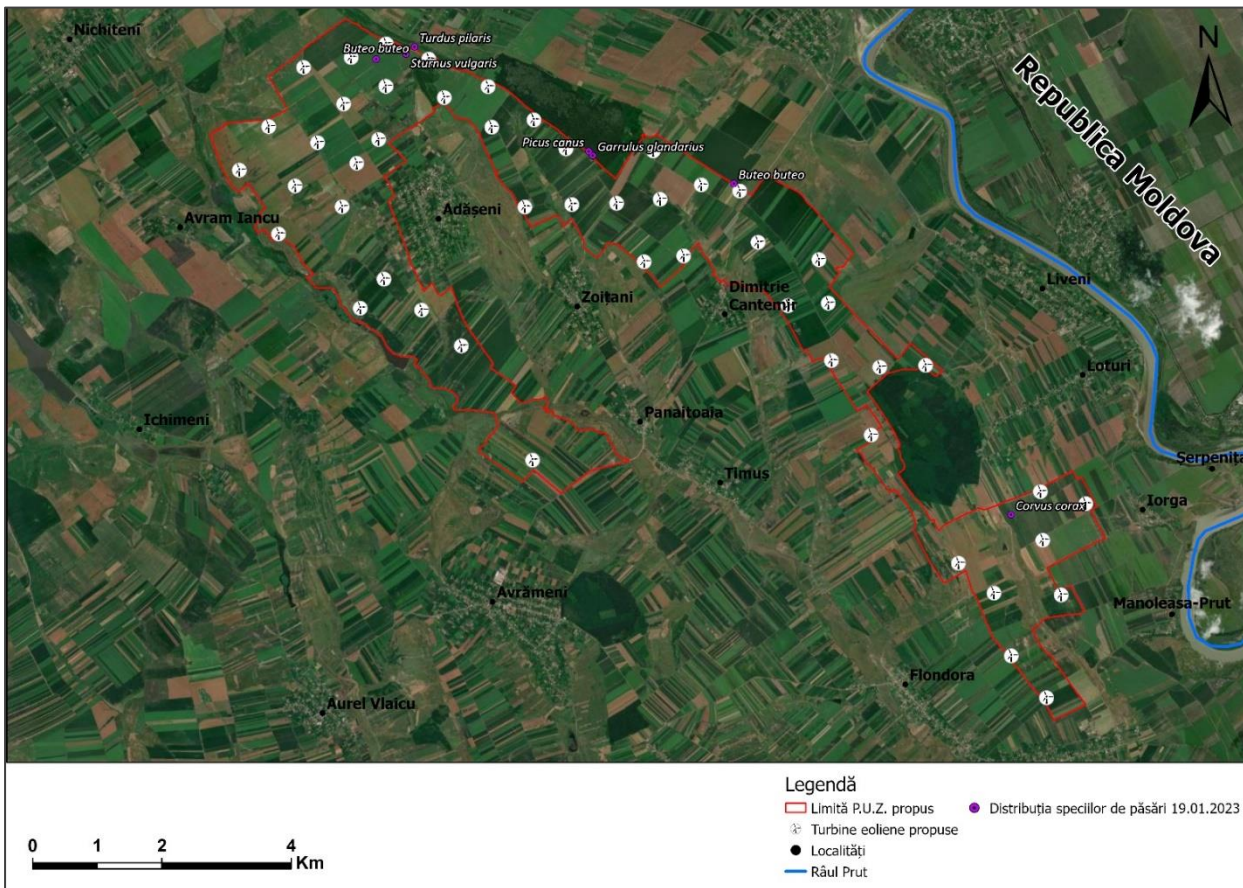 Nichiteni
Turdus pilaris
Buteo buteo
Sturnus vulgaris
N
Republica Moldova
Picus canus
Garrulus glandarius
Buteo buteo
Avram Iancu
Adășeni
Liveni
Zoițani
Dimitrie
Cantemir
Loturi
Ichimeni
Panaitoaia
Serpenița
Timuș
Corvus corax
Iorga
Avrămeni
Manoleasa-Prut
Flondora
Aurel Vlaicu
Legendă
Limită P.U.Z. propus
Distribuția speciilor de păsări 19.01.2023
Turbine eoliene propuse
Localități
Râul Prut
0 1 2 4
Km